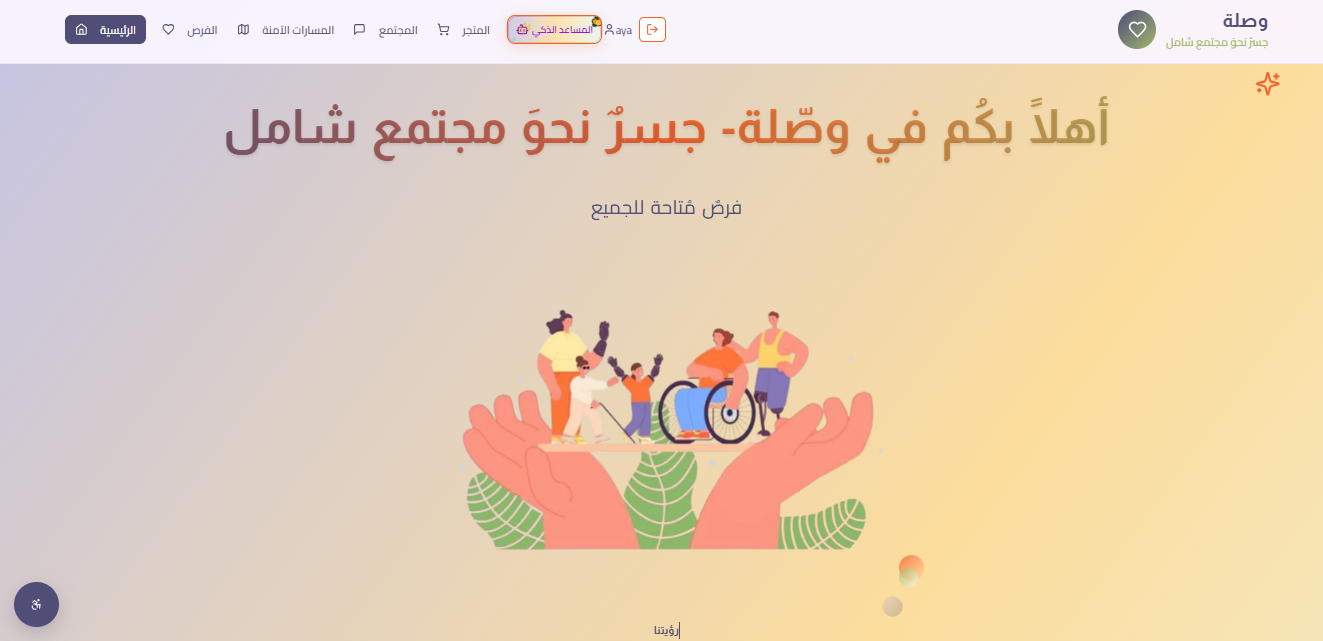 وصلة
جسرٌ نحوَ مجتمع شامل
aya
المساعد الذكي
المتجر
المجتمع
المسارات الآمنة
الفرص
الرئيسية
أهلاً بكُم في وصّلة- جسرٌ نحوَ مجتمع شامل
فرصٌ مُتاحة للجميع
رؤيتنا